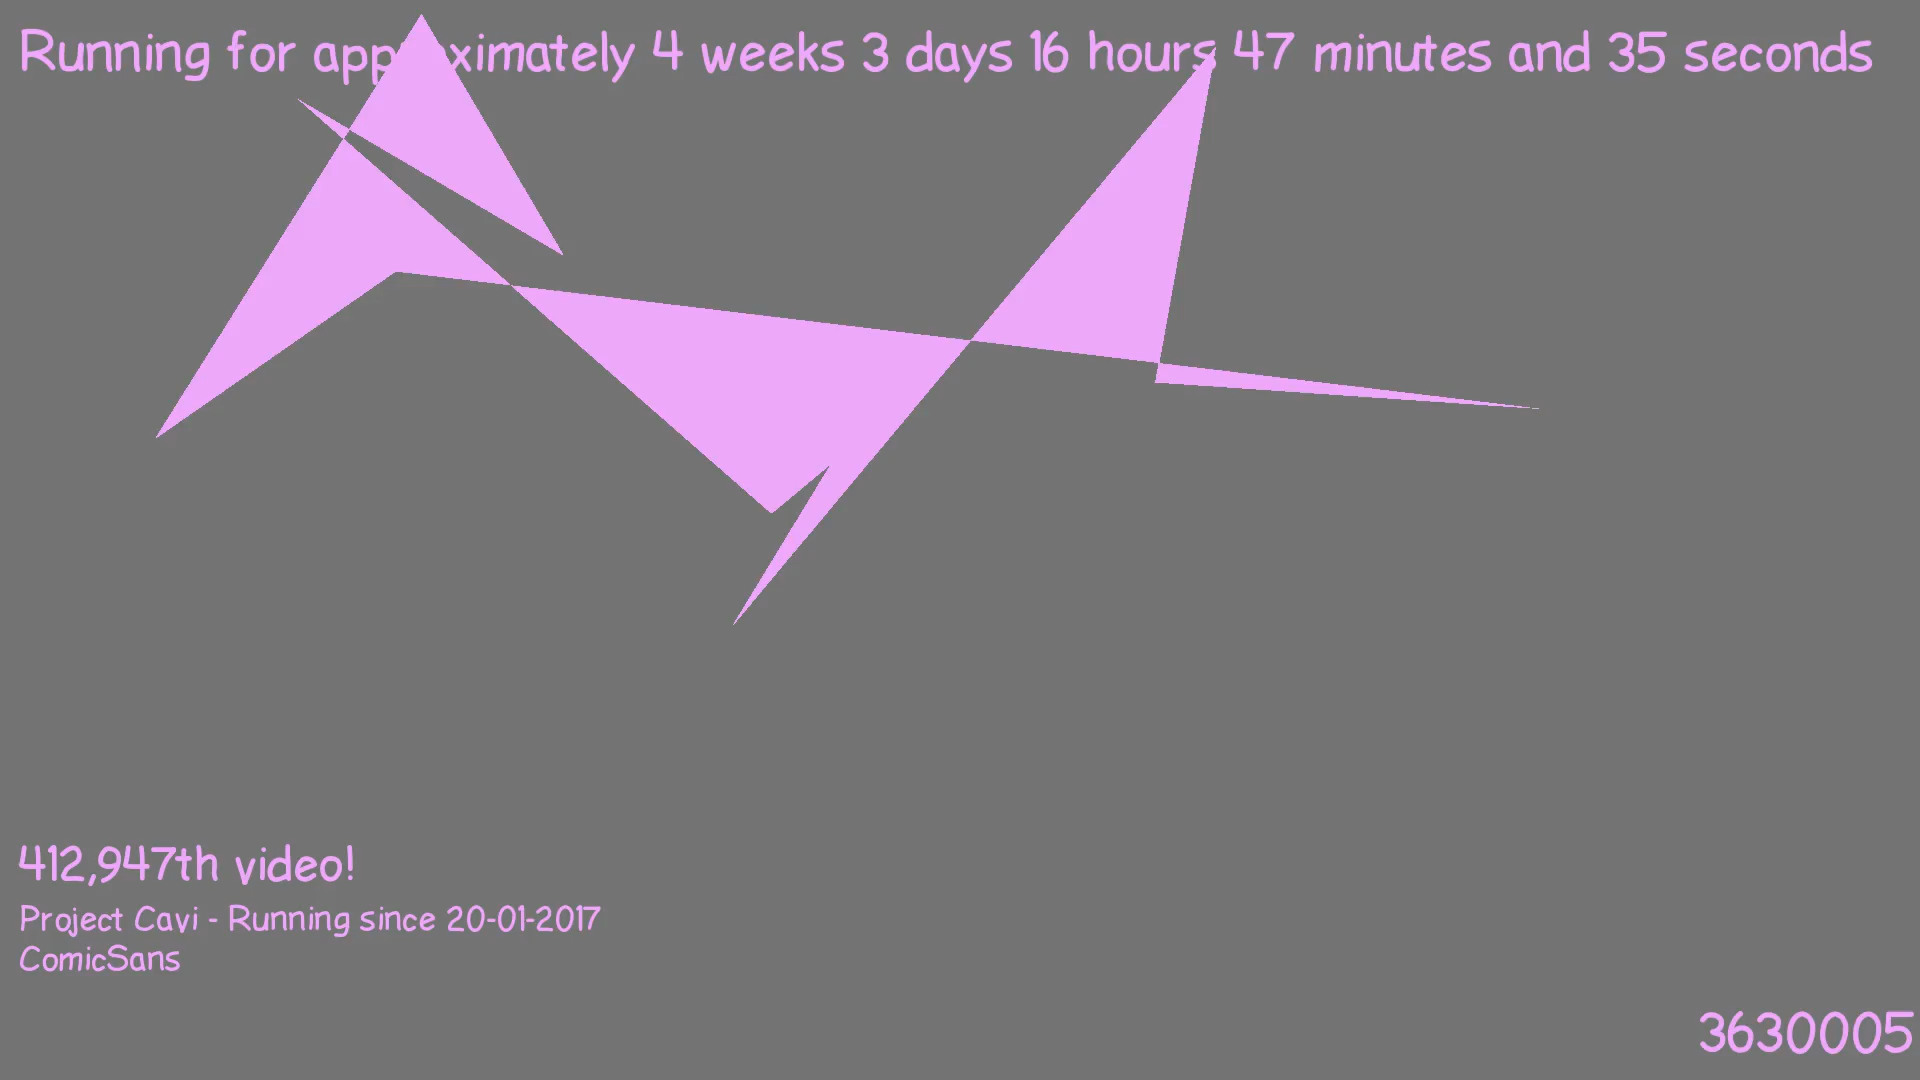 Running for approximately 4 weeks 3 days 16 hours 47 minutes and 35 seconds
412,947th video!
Project Cavi - Running since 20-01-2017
ComicSans
3630005